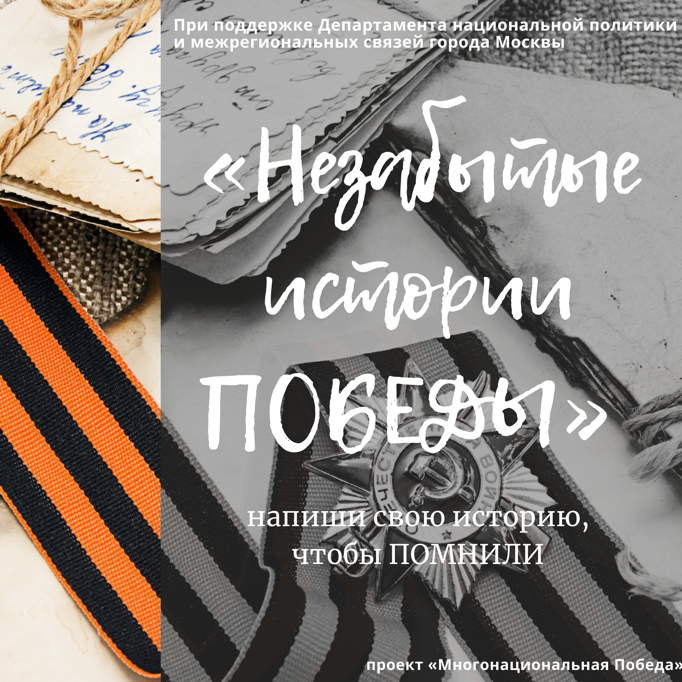 При поддержке Департамента национальной политики
и межрегиональных связей города Москвы
«Незабытые
истории
ПОБЕДЫ»
напиши свою историю,
чтобы ПОМНИЛИ
проект «Многонациональная Победа»